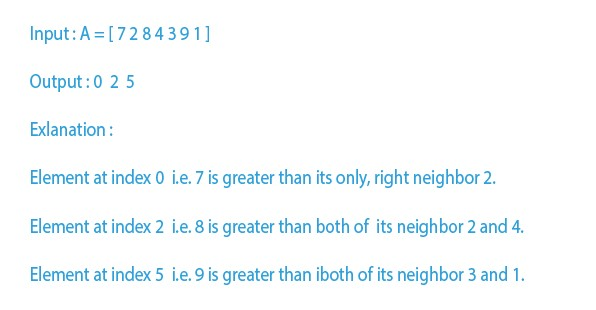 Input : A = [ 7 2 8 4 3 9 1 ]
Output : 0 2 5
Exlanation :
Element at index 0 i.e. 7 is greater than its only, right neighbor 2.
Element at index 2 i.e. 8 is greater than both of its neighbor 2 and 4.
Element at index 5 i.e. 9 is greater than iboth of its neighbor 3 and 1.